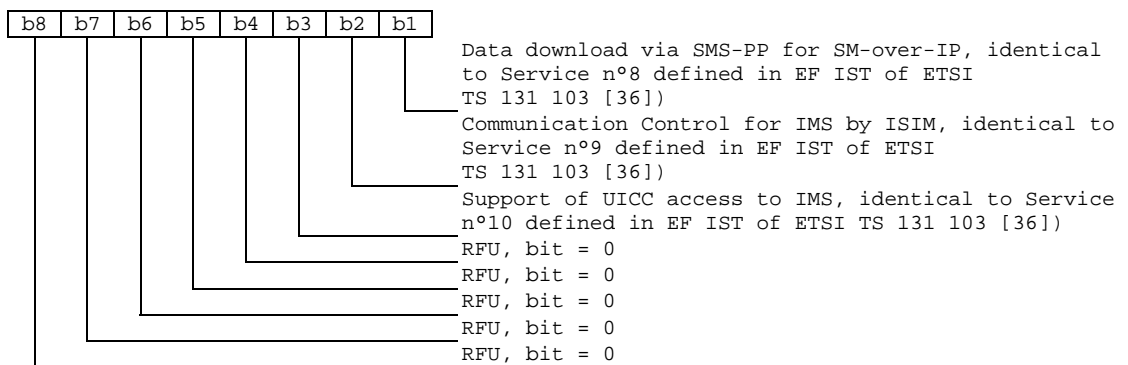 b8 b7 b6 b5 b4 b3 b2 b1
Data download via SMS-PP for SM-over-IP, identical
to Service nº8 defined in EF IST of ETSI
TS 131 103 [36])
Communication Control for IMS by ISIM, identical to
Service nº9 defined in EF IST of ETSI
TS 131 103 [36])
Support of UICC access to IMS, identical to Service
nº10 defined in EF IST of ETSI TS 131 103 [36])
RFU, bit = 0
RFU, bit = 0
RFU, bit = 0
RFU, bit = 0
RFU, bit = 0